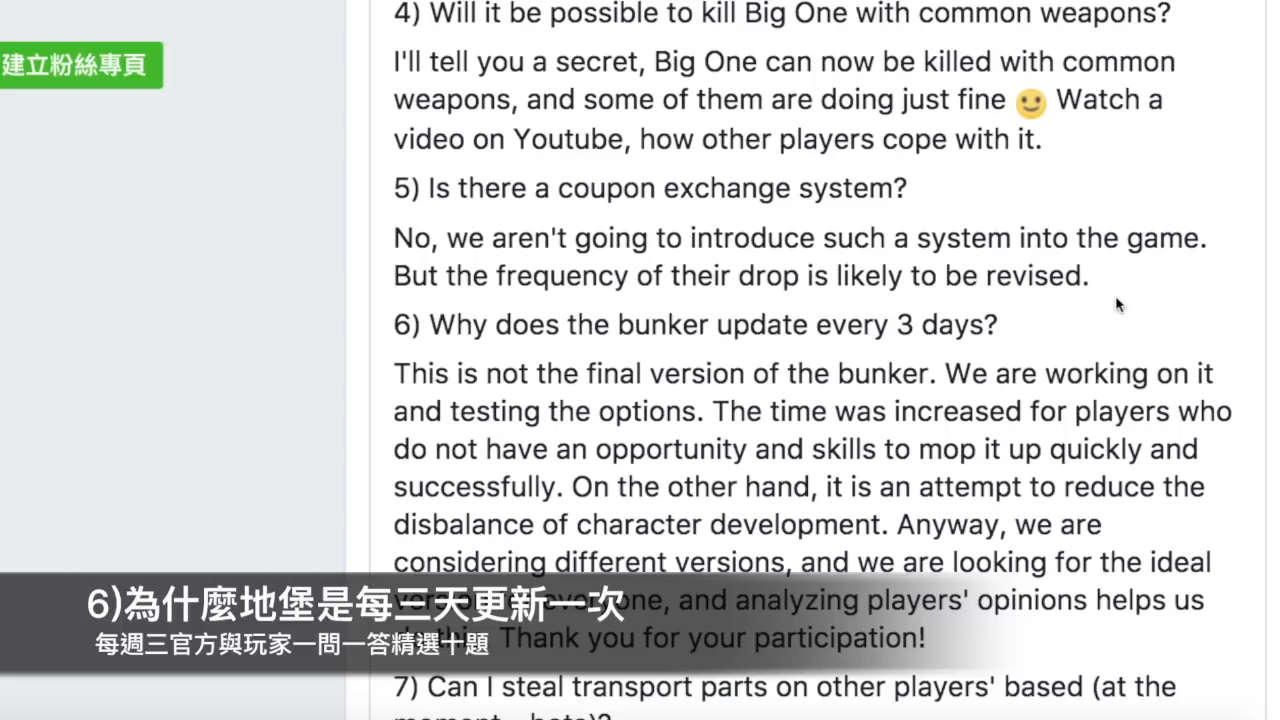 4) Will it be possible to kill Big One with common weapons?
建立粉絲專頁
I'll tell you a secret, Big One can now be killed with common
weapons, and some of them are doing just fine 🙂 Watch a
video on Youtube, how other players cope with it.
5) Is there a coupon exchange system?
No, we aren't going to introduce such a system into the game.
But the frequency of their drop is likely to be revised.
6) Why does the bunker update every 3 days?
This is not the final version of the bunker. We are working on it
and testing the options. The time was increased for players who
do not have an opportunity and skills to mop it up quickly and
successfully. On the other hand, it is an attempt to reduce the
disbalance of character development. Anyway, we are
considering different versions, and we are looking for the ideal
and analyzing players' opinions helps us
Thank you for your participation!
6)為什麼地堡是每三天更新一次
每週三官方與玩家一問一答精選十題
7) Can I steal transport parts on other players' based (at the